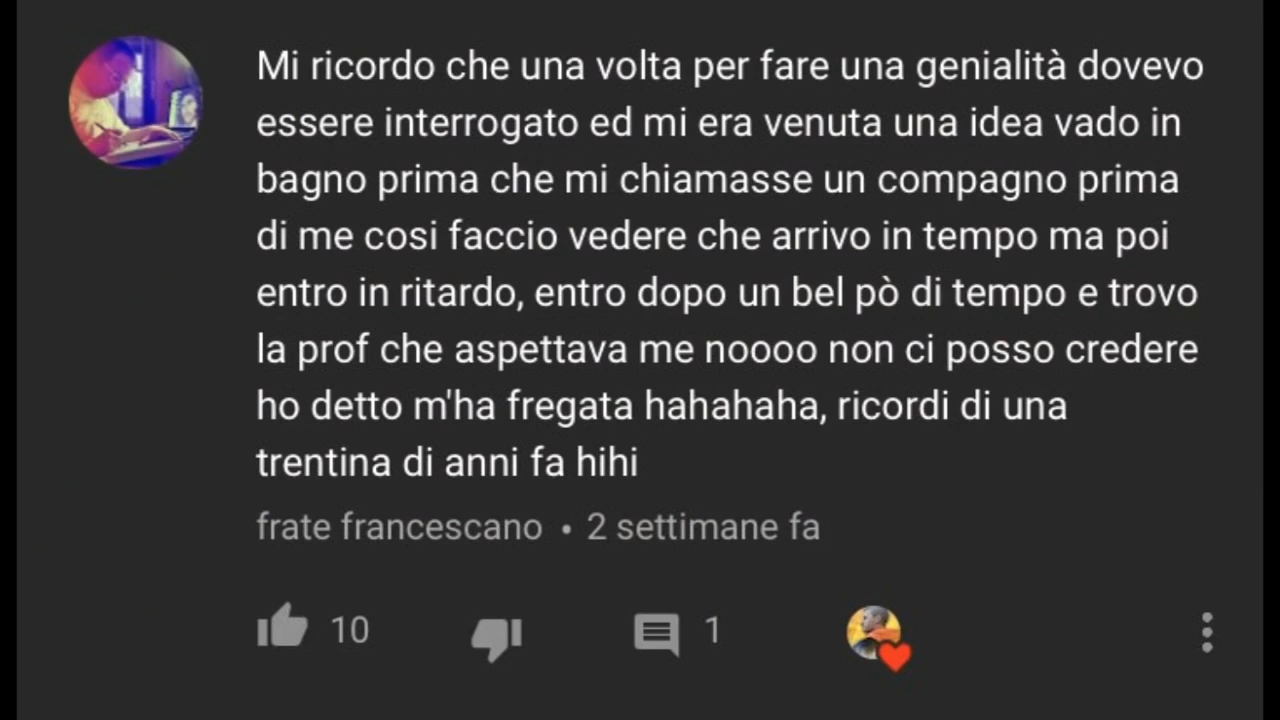 Mi ricordo che una volta per fare una genialità dovevo
essere interrogato ed mi era venuta una idea vado in
bagno prima che mi chiamasse un compagno prima
di me cosi faccio vedere che arrivo in tempo ma poi
entro in ritardo, entro dopo un bel pò di tempo e trovo
la prof che aspettava me noooo non ci posso credere
ho detto m'ha fregata hahahaha, ricordi di una
trentina di anni fa hihi
frate francescano • 2 settimane fa
10 1